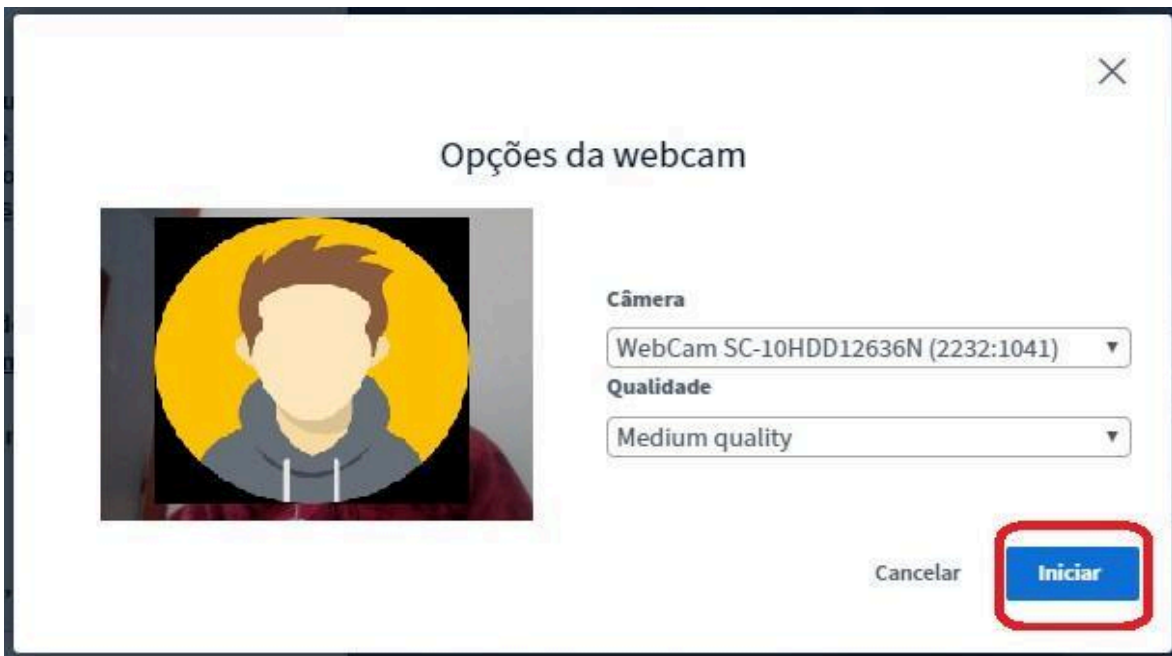 Opções da webcam
Câmera
WebCam SC-10HDD12636N (2232:1041)
Qualidade
Medium quality
Cancelar
Iniciar